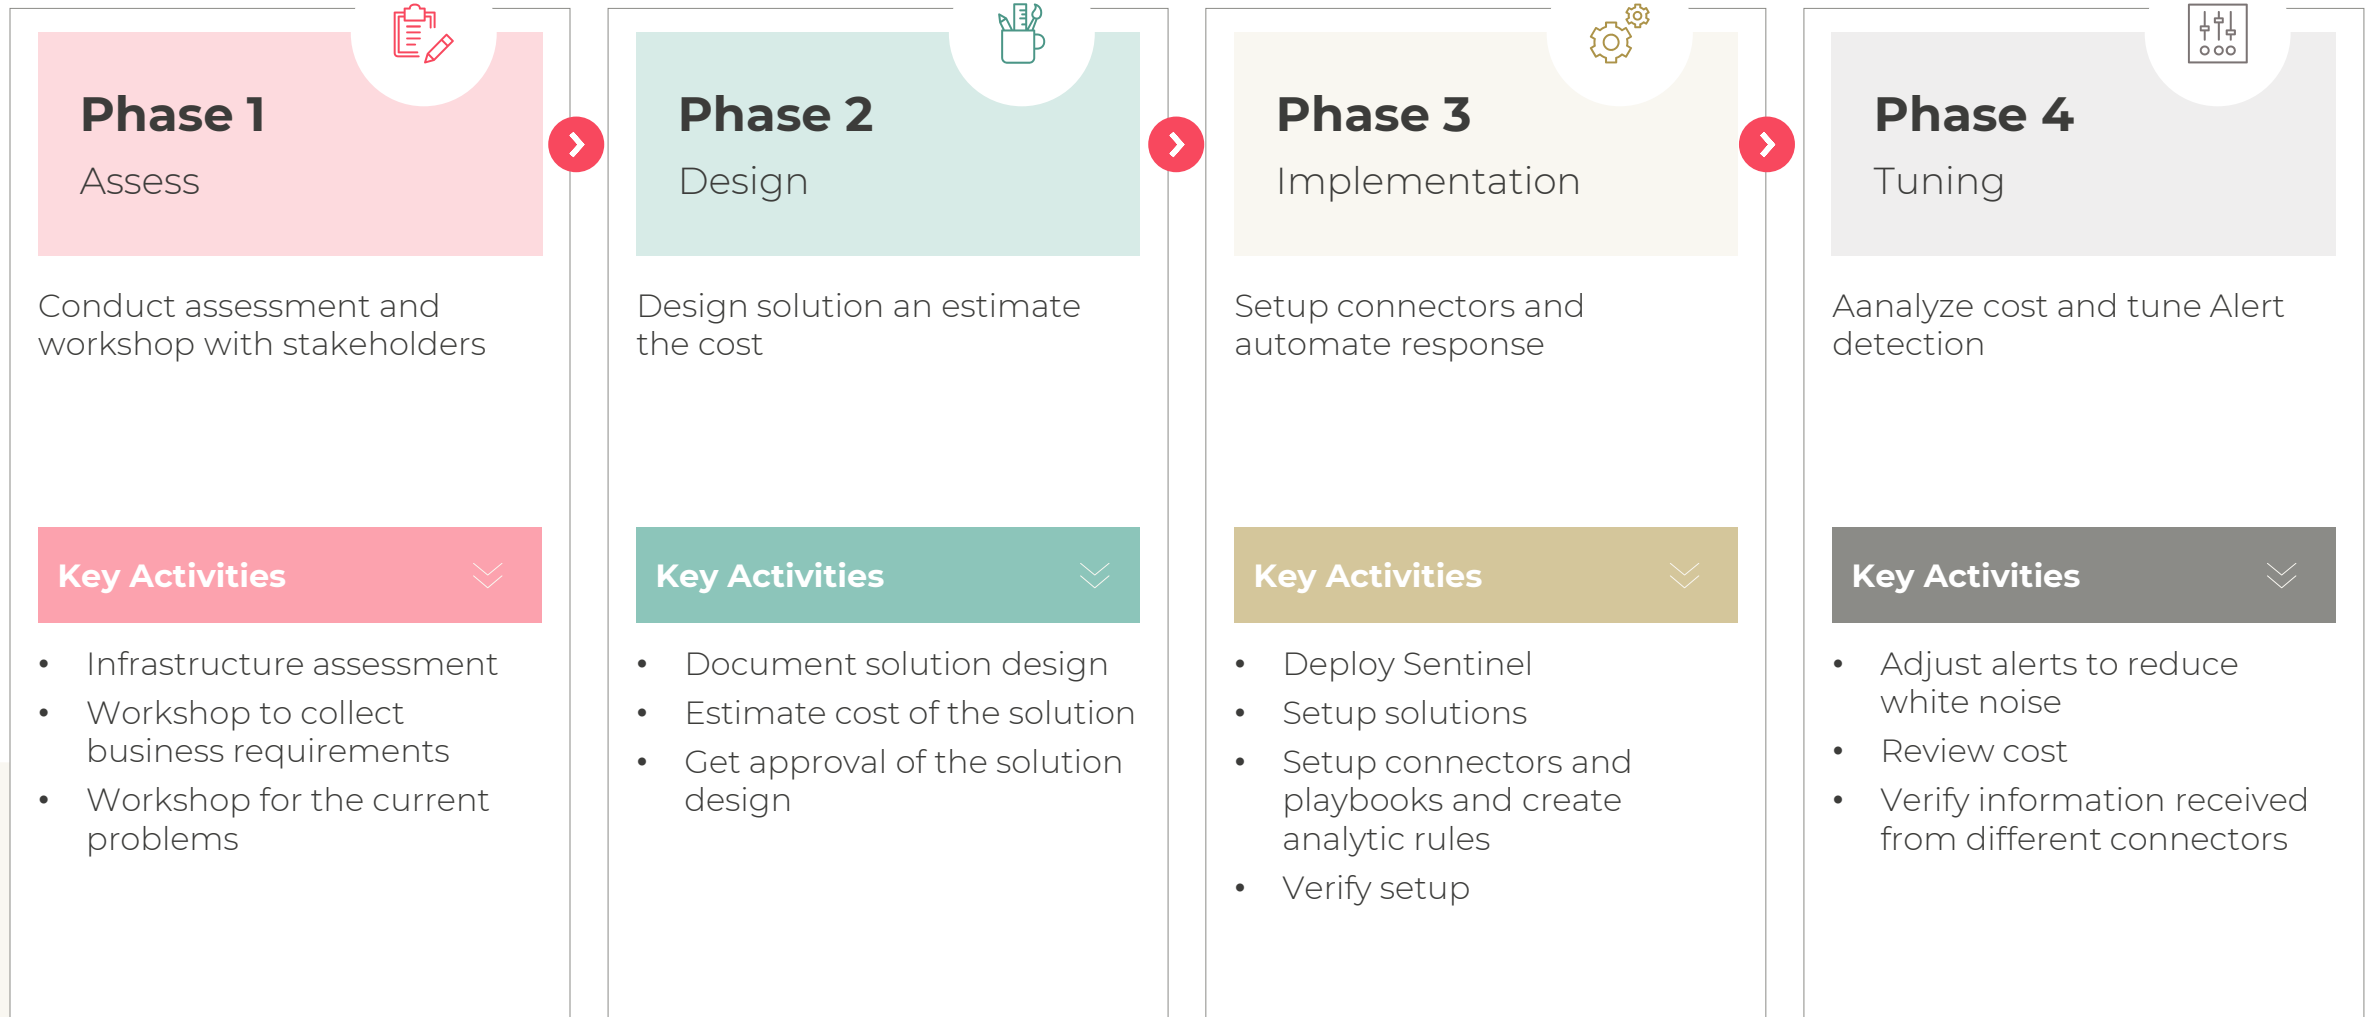 Phase 1
Assess
Conduct assessment and
workshop with stakeholders
Key Activities
• Infrastructure assessment
• Workshop to collect
business requirements
• Workshop for the current
problems
Phase 2
Design
Design solution an estimate
the cost
Key Activities
• Document solution design
• Estimate cost of the solution
• Get approval of the solution
design
Phase 3
Implementation
Setup connectors and
automate response
Key Activities
• Deploy Sentinel
• Setup solutions
• Setup connectors and
playbooks and create
analytic rules
• Verify setup
Phase 4
Tuning
Aanalyze cost and tune Alert
detection
Key Activities
• Adjust alerts to reduce
white noise
• Review cost
• Verify information received
from different connectors